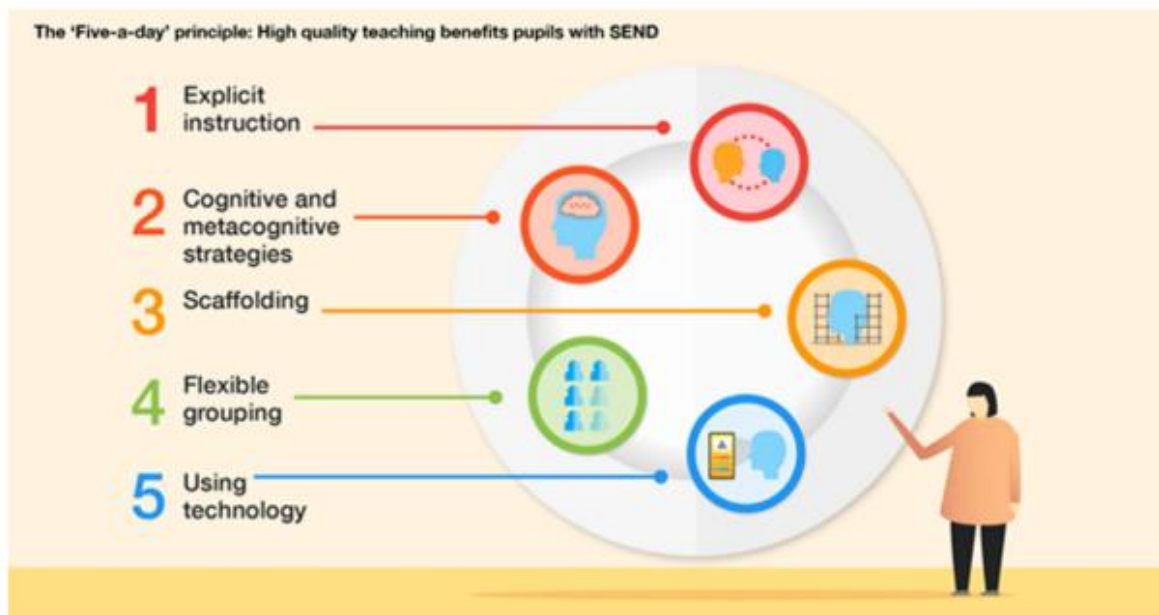 The ‘Five-a-day’ principle: High quality teaching benefits pupils with SEND
1
Explicit
instruction
2
Cognitive and
metacognitive
strategies
3
Scaffolding
4
Flexible
grouping
5
Using
technology